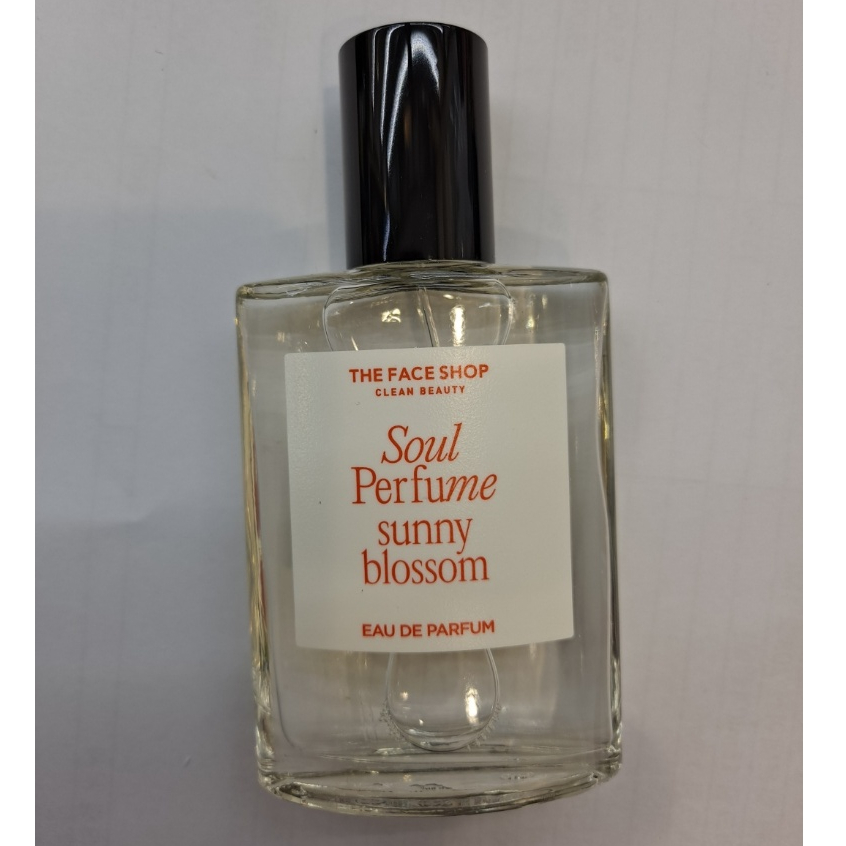 THE FACE SHOP
CLEAN BEAUTY
Soul
Perfume
sunny
blossom
EAU DE PARFUM